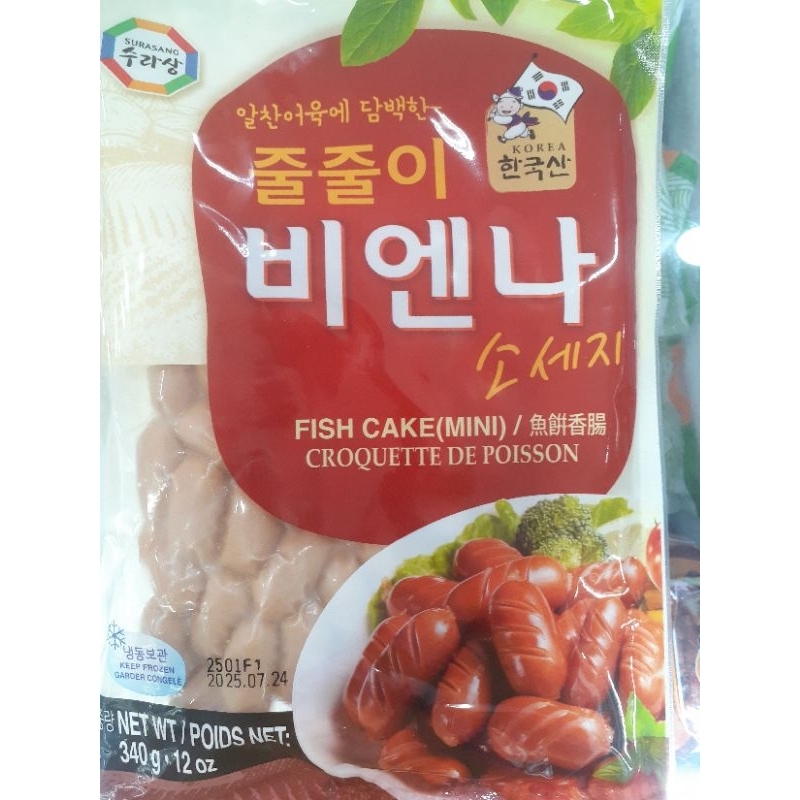 SURASANG
수라상
알찬어육에 담백한
줄줄이
KOREA
한국산
비엔나
소세지
FISH CAKE(MINI) / 魚餠香腸
CROQUETTE DE POISSON
냉동보관
KEEP FROZEN
GARDER CONGELÉ
2501F1
2025.07.24
NET WT / POIDS NET:
340 g • 12 oz